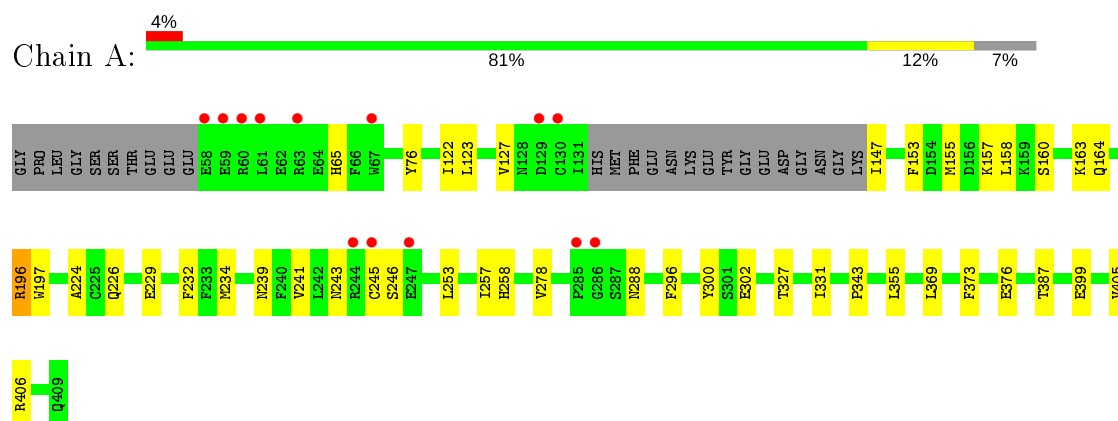 4%
Chain A:
81% 12% 7%
GLY PRO LEU GLY SER SER THR GLU GLU GLU E58 E59 R60 L61 E62 R63 E64 H65 F66 W67 Y76 I122 L123 V127 N128 D129 C130 I131 HIS MET PHE GLU ASN LYS GLU TYR GLY GLU ASP GLY ASN GLY LYS I147 F153 D154 M155 D156 K157 L158 K159 S160 K163 Q164
R196 W197 A224 C225 Q226 E229 F232 F233 M234 N239 F240 V241 L242 N243 R244 C245 S246 E247 L253 I257 H258 V278 P285 G286 S287 N288 F296 Y300 S301 E302 T327 I331 P343 L355 L369 F373 E376 T387 E399 V405
R406 Q409